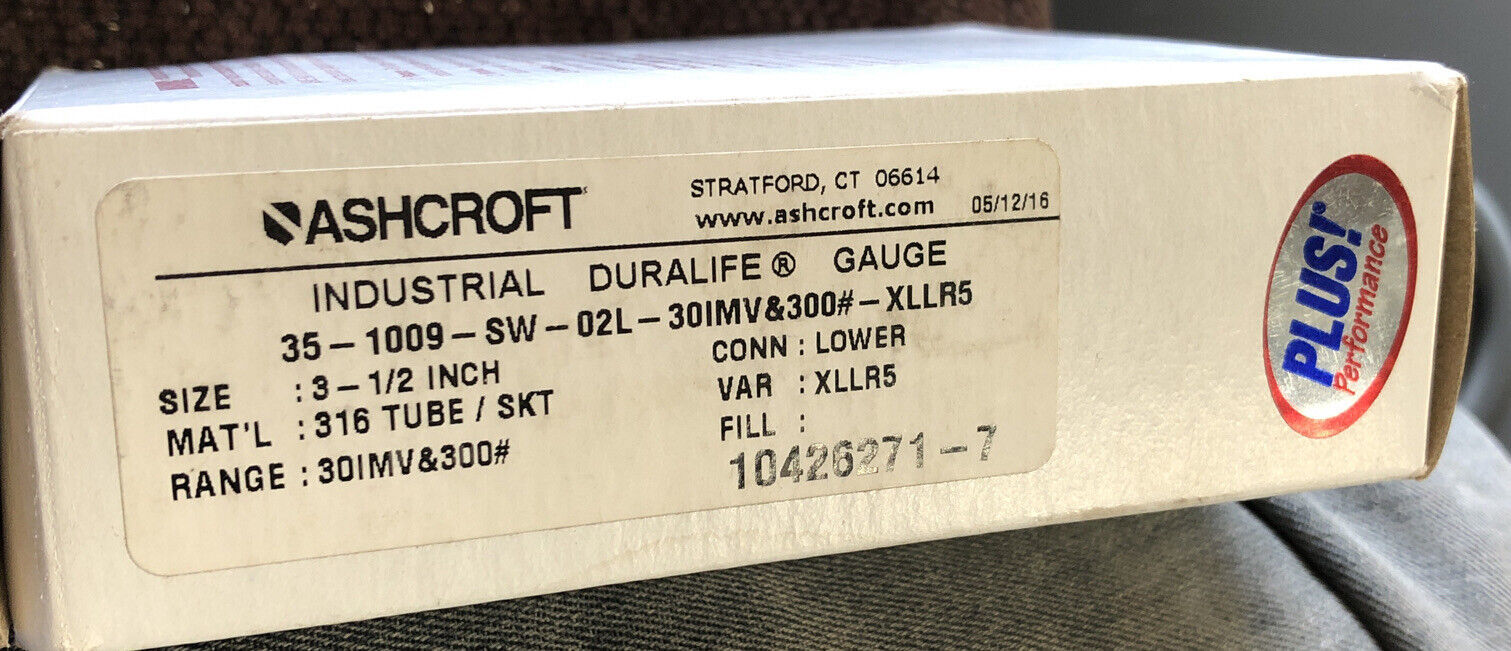 ASHCROFT
STRATFORD, CT 06614
www.ashcroft.com 05/12/16
INDUSTRIAL DURALIFE® GAUGE
35-1009-SW-02L-30IMV&300#-XLLR5
SIZE : 3-1/2 INCH
MAT'L : 316 TUBE / SKT
RANGE : 30IMV&300#
CONN : LOWER
VAR : XLLR5
FILL :
10426271-7
PLUS!®
Performance